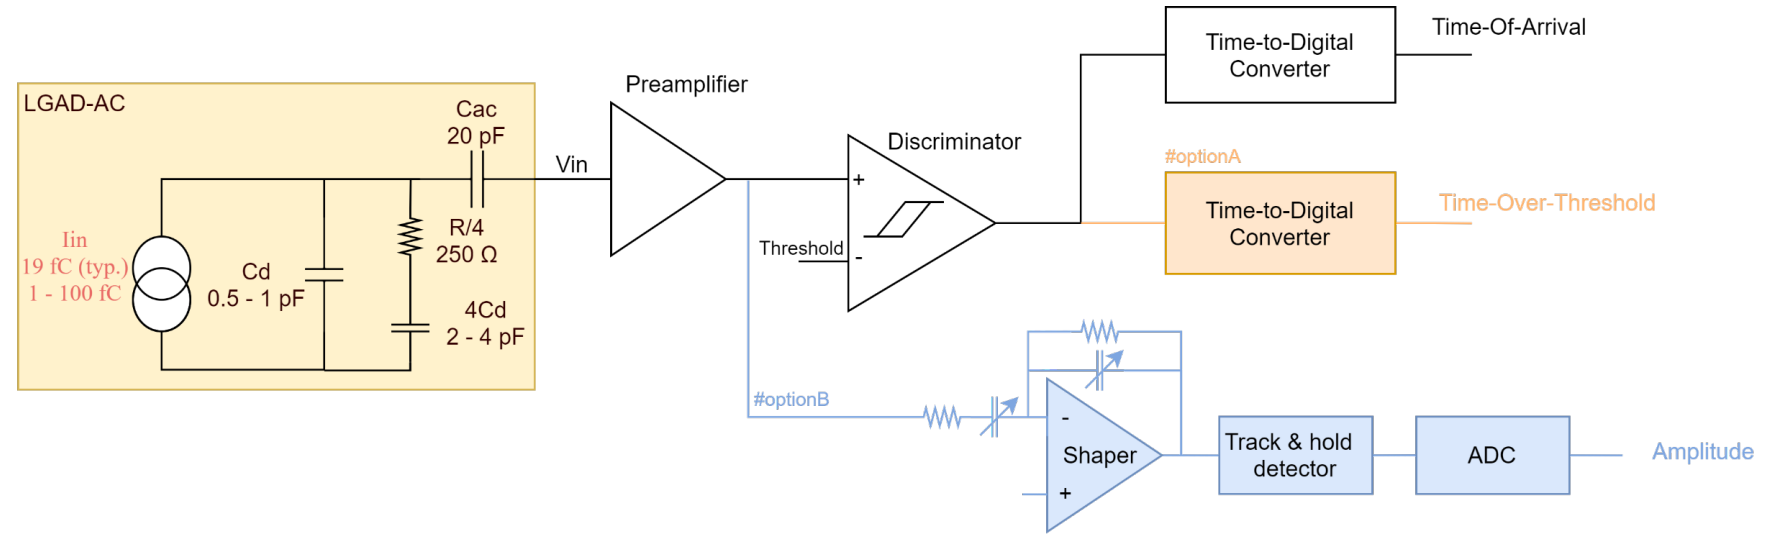 LGAD-AC
Cac
20 pF
Iin
19 fC (typ.)
1 - 100 fC
Cd
0.5 - 1 pF
R/4
250 Ω
4Cd
2 - 4 pF
Vin
Preamplifier
Discriminator
+
Threshold
-
Time-to-Digital
Converter
Time-Of-Arrival
#optionA
Time-to-Digital
Converter
Time-Over-Threshold
#optionB
-
Shaper
+
Track & hold
detector
ADC
Amplitude